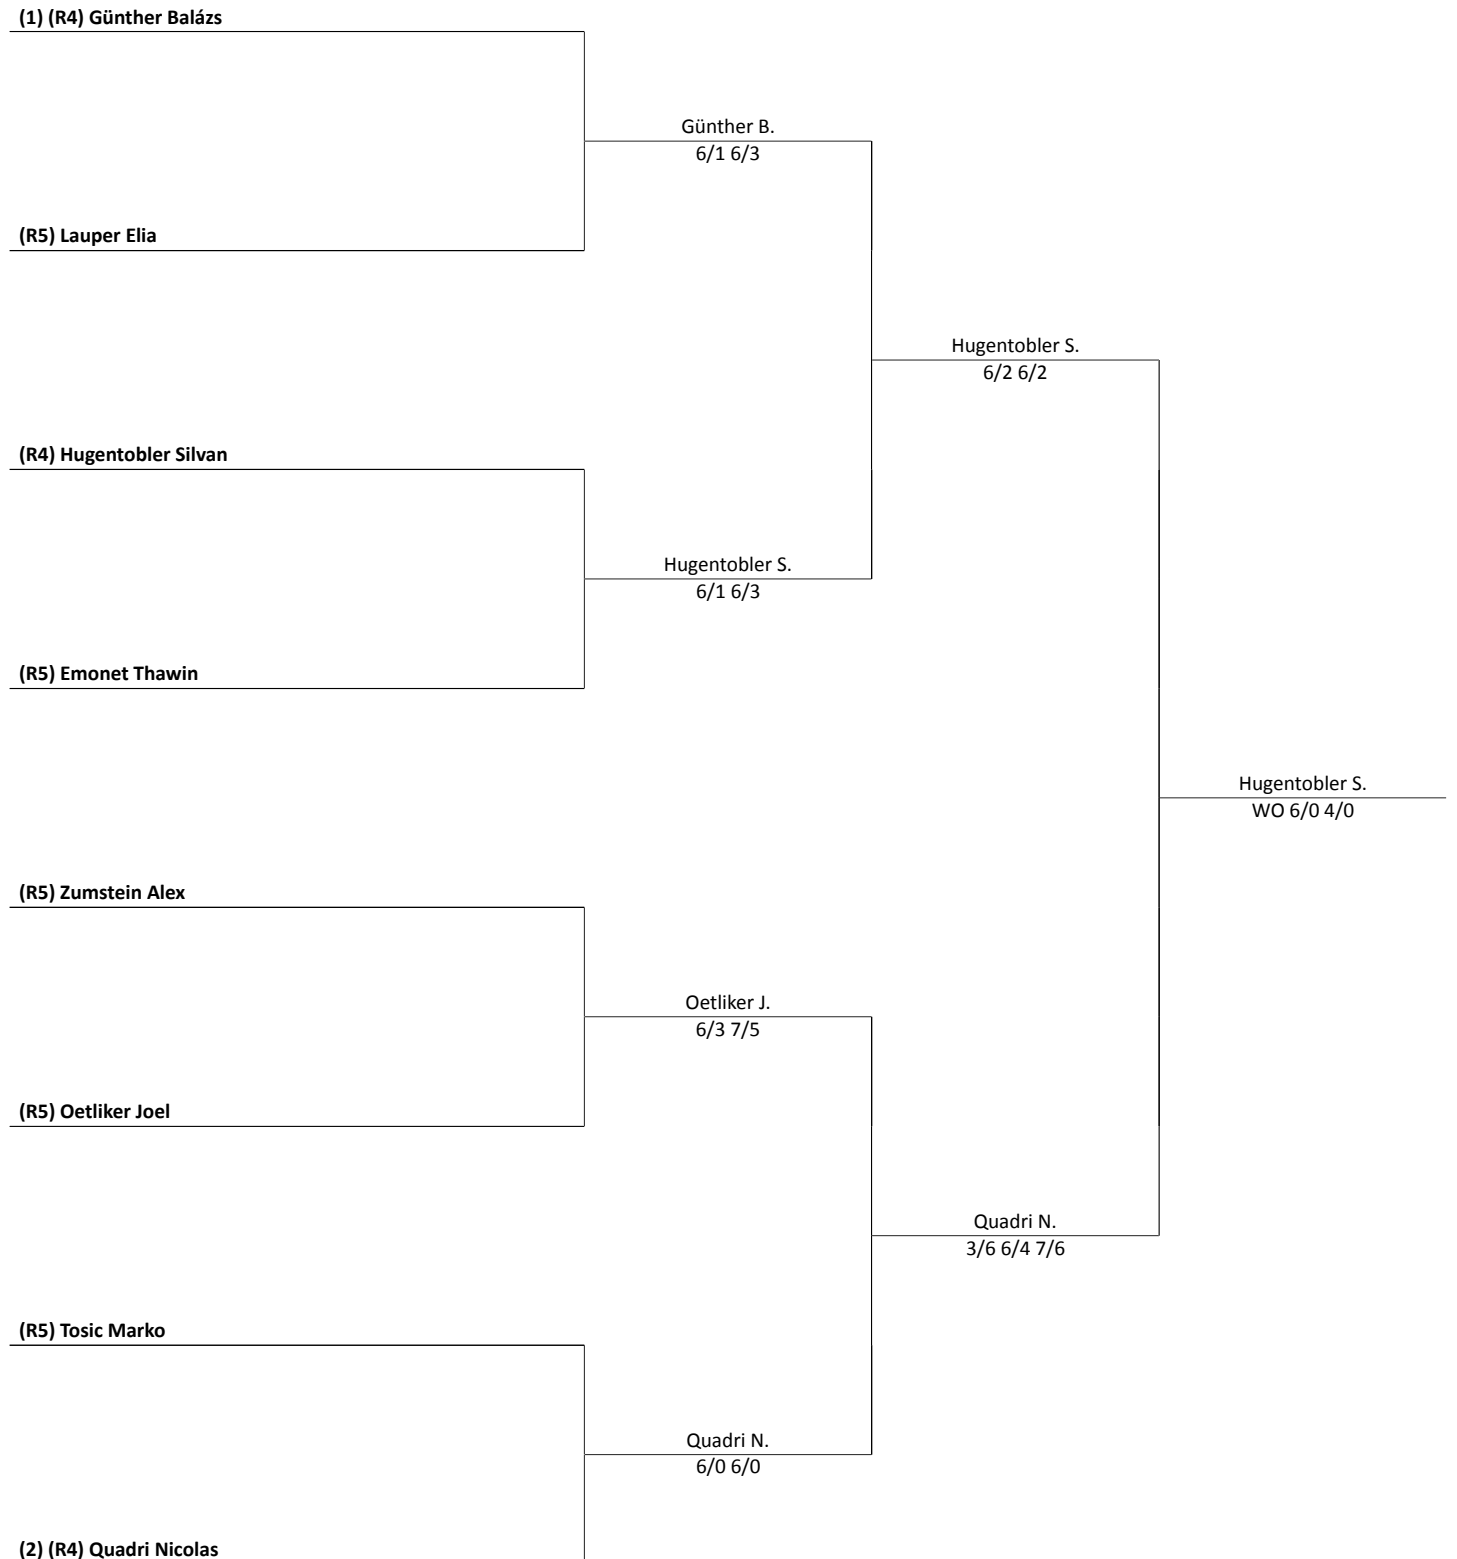 (1) (R4) Günther Balázs
Günther B.
6/1 6/3
(R5) Lauper Elia
Hugentobler S.
6/2 6/2
(R4) Hugentobler Silvan
Hugentobler S.
6/1 6/3
(R5) Emonet Thawin
Hugentobler S.
WO 6/0 4/0
(R5) Zumstein Alex
Oetliker J.
6/3 7/5
(R5) Oetliker Joel
Quadri N.
3/6 6/4 7/6
(R5) Tosic Marko
Quadri N.
6/0 6/0
(2) (R4) Quadri Nicolas